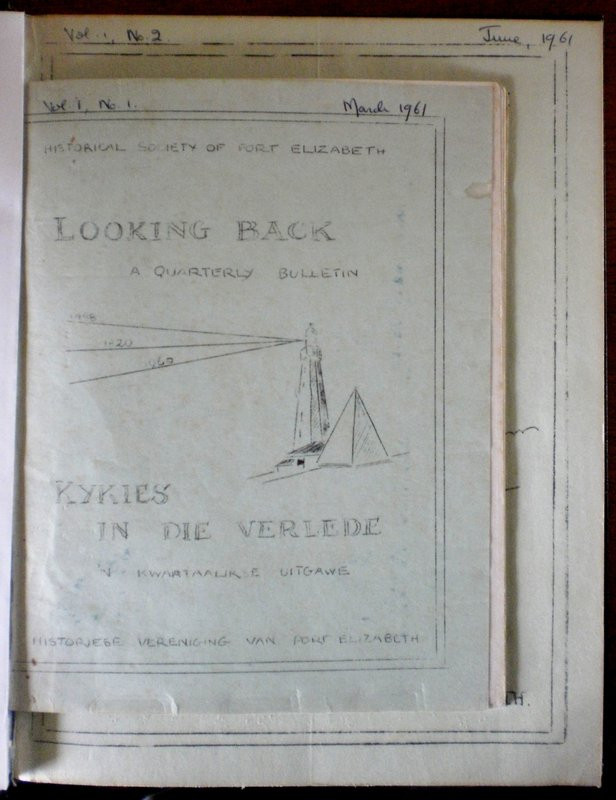 Vol. 1, No. 2. June, 1961
Vol 1, No. 1. March 1961
HISTORICAL SOCIETY OF PORT ELIZABETH
LOOKING BACK
A QUARTERLY BULLETIN
1820
KYKIES
IN DIE VERLEDE
'N KWARTAALIKSE UITGAWE
HISTORIESE VERENIGING VAN PORT ELIZABETH
TH.